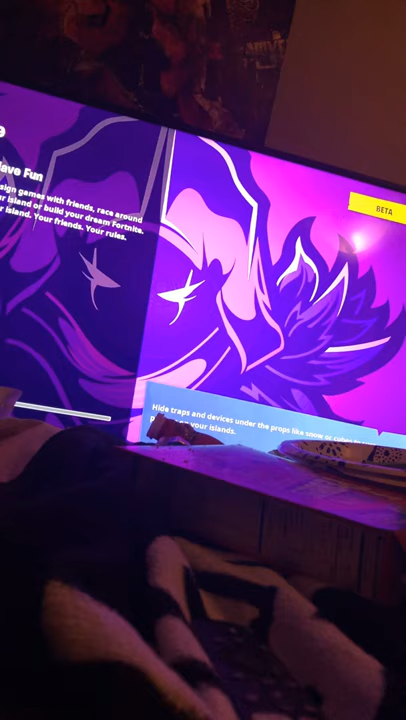 ave Fun
sign games with friends, race around
r island or build your dream Fortnite.
r island. Your friends. Your rules.
BETA
Hide traps and devices under the props like snow or
your islands.